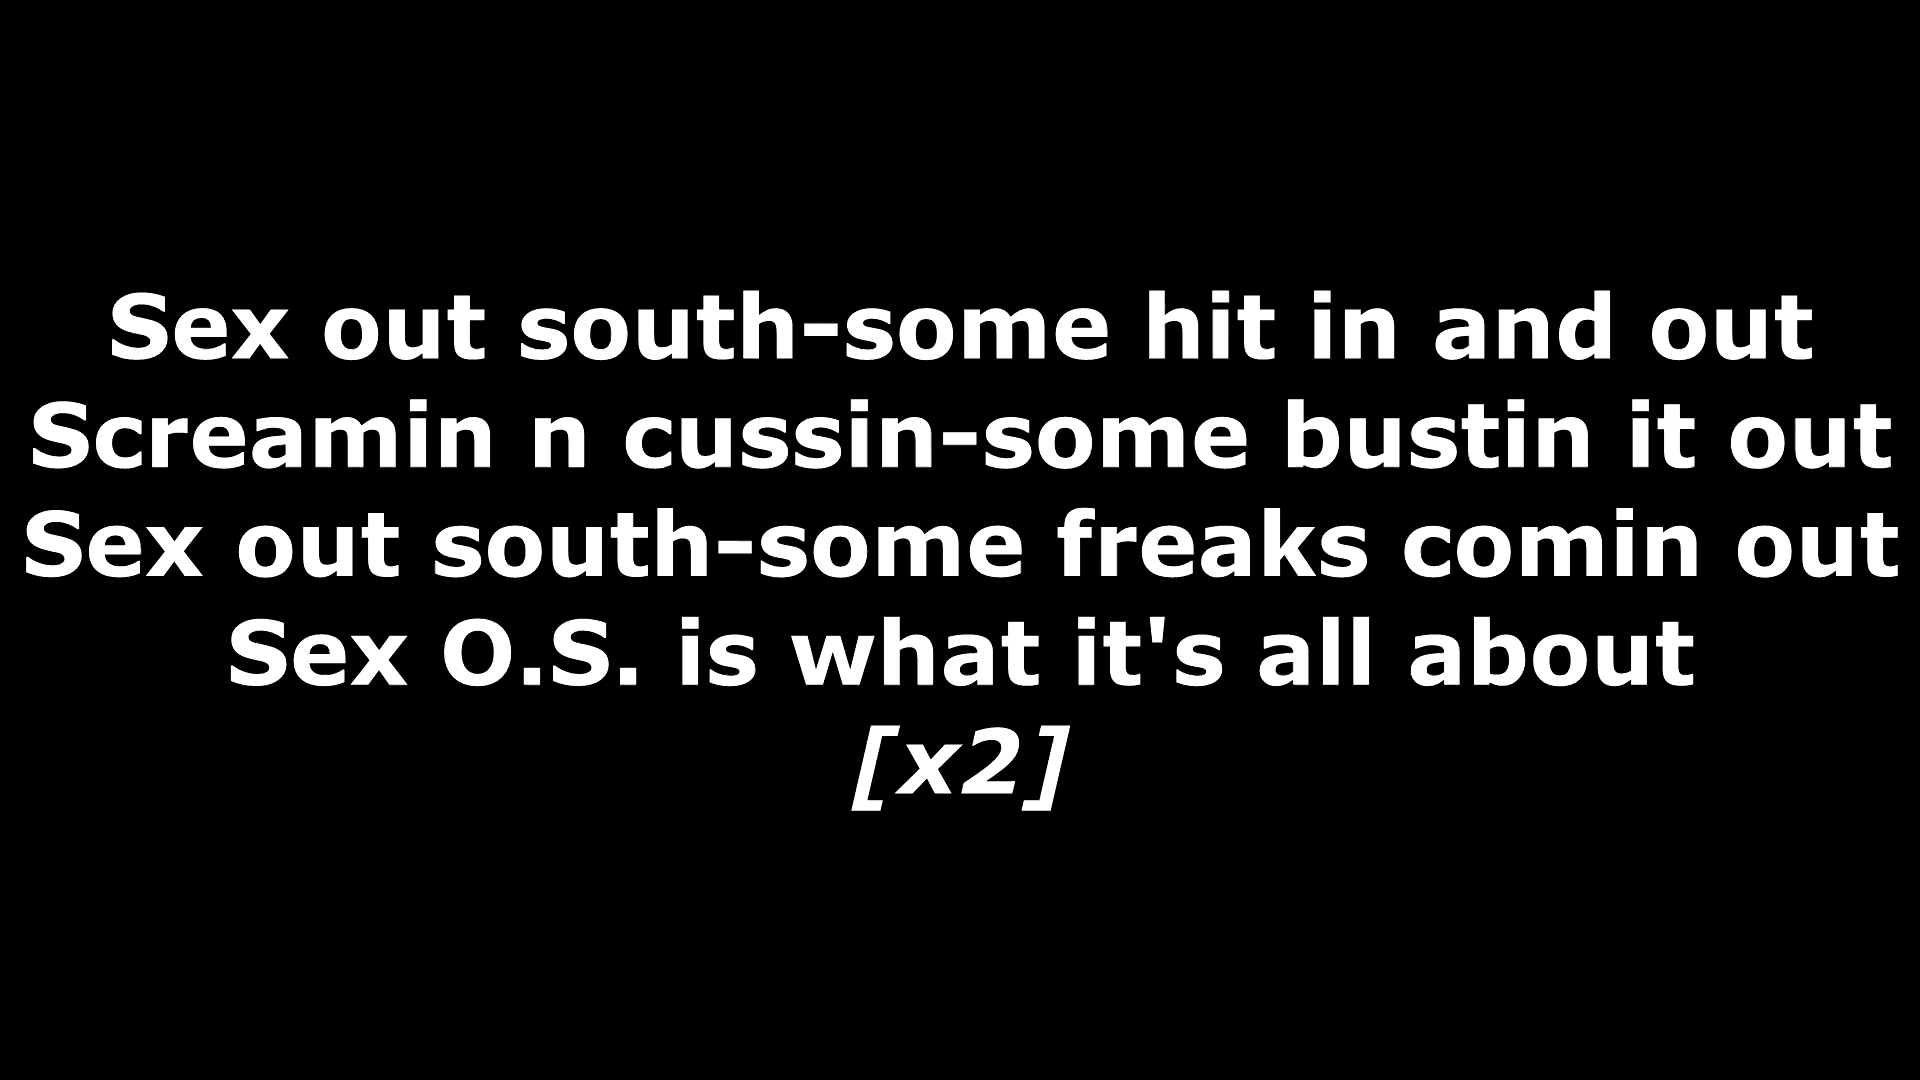 Sex out south-some hit in and out
Screamin n cussin-some bustin it out
Sex out south-some freaks comin out
Sex O.S. is what it's all about
[x2]